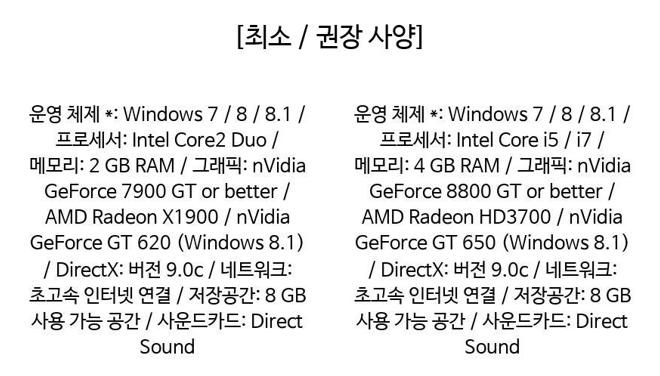 [최소 / 권장 사양]
운영 체제 *: Windows 7 / 8 / 8.1 /
프로세서: Intel Core2 Duo /
메모리: 2 GB RAM / 그래픽: nVidia
GeForce 7900 GT or better /
AMD Radeon X1900 / nVidia
GeForce GT 620 (Windows 8.1)
/ DirectX: 버전 9.0c / 네트워크:
초고속 인터넷 연결 / 저장공간: 8 GB
사용 가능 공간 / 사운드카드: Direct
Sound
운영 체제 *: Windows 7 / 8 / 8.1 /
프로세서: Intel Core i5 / i7 /
메모리: 4 GB RAM / 그래픽: nVidia
GeForce 8800 GT or better /
AMD Radeon HD3700 / nVidia
GeForce GT 650 (Windows 8.1)
/ DirectX: 버전 9.0c / 네트워크:
초고속 인터넷 연결 / 저장공간: 8 GB
사용 가능 공간 / 사운드카드: Direct
Sound